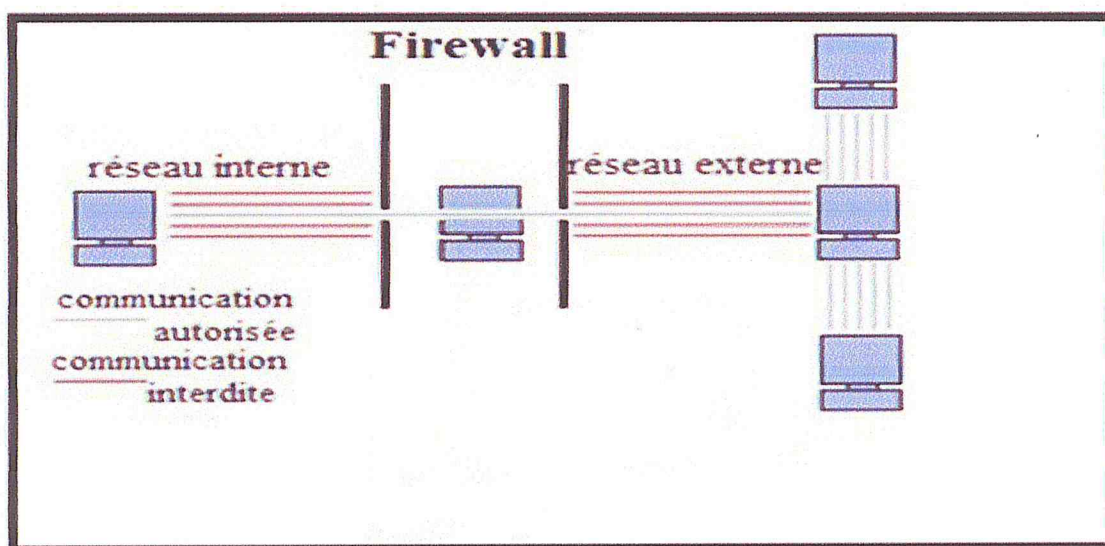 Firewall
réseau interne
réseau externe
communication
autorisée
communication
interdite